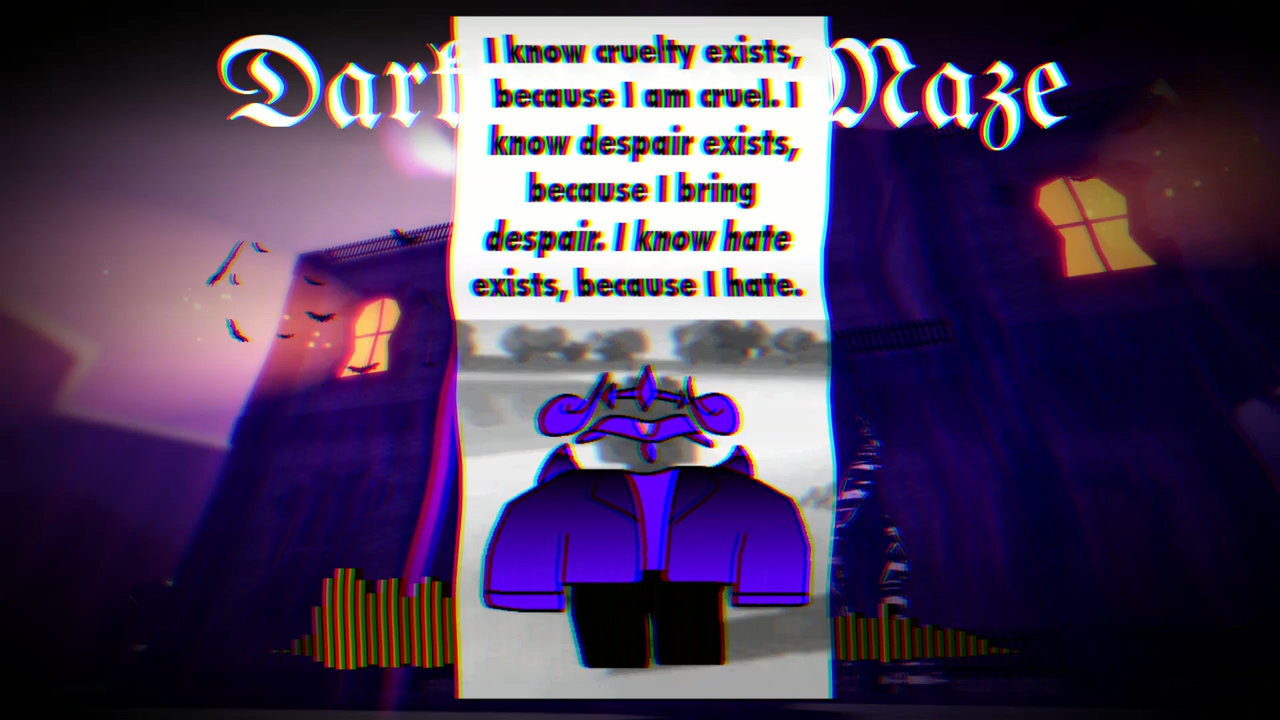 Dark Maze
I know cruelty exists,
because I am cruel. I
know despair exists,
because I bring
despair. I know hate
exists, because I hate.